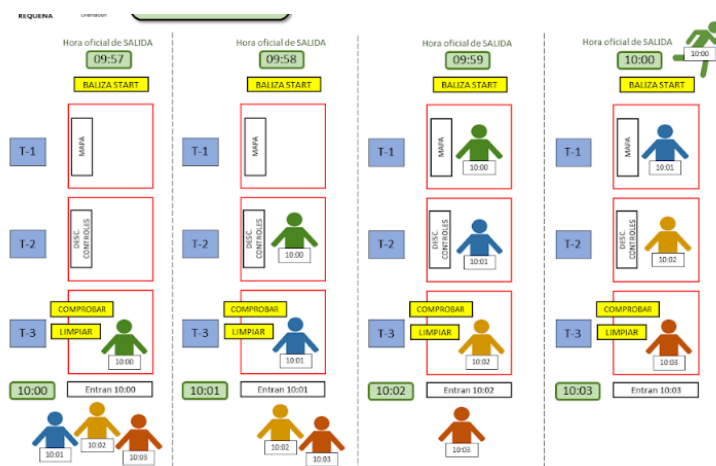 REQUENA
Orientación
Hora oficial de SALIDA
09:57
BALIZA START
T-1
MAPA
T-2
DESC. CONTROLES
T-3
COMPROBAR
LIMPIAR
10:00
10:00
Entran 10:00
10:01
10:02
10:03
Hora oficial de SALIDA
09:58
BALIZA START
T-1
MAPA
T-2
DESC. CONTROLES
10:00
T-3
COMPROBAR
LIMPIAR
10:01
10:01
Entran 10:01
10:02
10:03
Hora oficial de SALIDA
09:59
BALIZA START
T-1
MAPA
10:00
T-2
DESC. CONTROLES
10:01
T-3
COMPROBAR
LIMPIAR
10:02
10:02
Entran 10:02
10:03
Hora oficial de SALIDA
10:00
10:00
BALIZA START
T-1
MAPA
10:01
T-2
DESC. CONTROLES
10:02
T-3
COMPROBAR
LIMPIAR
10:03
10:03
Entran 10:03